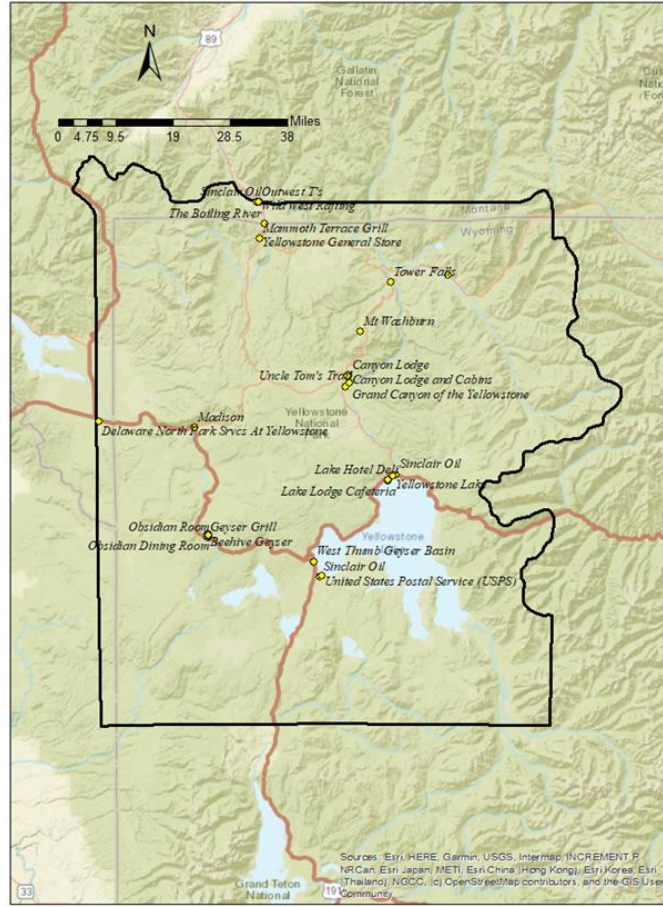 N
89
Gallatin
National
Forest
Miles
0 4.75 9.5 19 28.5 38
Sinclair Oil Outwest T's
Wild West Rafting
The Boiling River
Montana
Mammoth Terrace Grill
Wyoming
Yellowstone General Store
Tower Falls
Mt Washburn
Canyon Lodge
Uncle Tom's Trail
Canyon Lodge and Cabins
Grand Canyon of the Yellowstone
Madison
Yellowstone
National
Delaware North Park Srvcs At Yellowstone
Sinclair Oil
Lake Hotel Deli
Yellowstone Lake
Lake Lodge Cafeteria
Obsidian Room Geyser Grill
Yellowstone
Obsidian Dining Room Beehive Geyser
West Thumb Geyser Basin
Sinclair Oil
United States Postal Service (USPS)
Sources: Esri, HERE, Garmin, USGS, Intermap, INCREMENT P,
NRCan, Esri Japan, METI, Esri China (Hong Kong), Esri Korea, Esri
(Thailand), NGCC, (c) OpenStreetMap contributors, and the GIS User
Community
33
Grand Teton
National
191